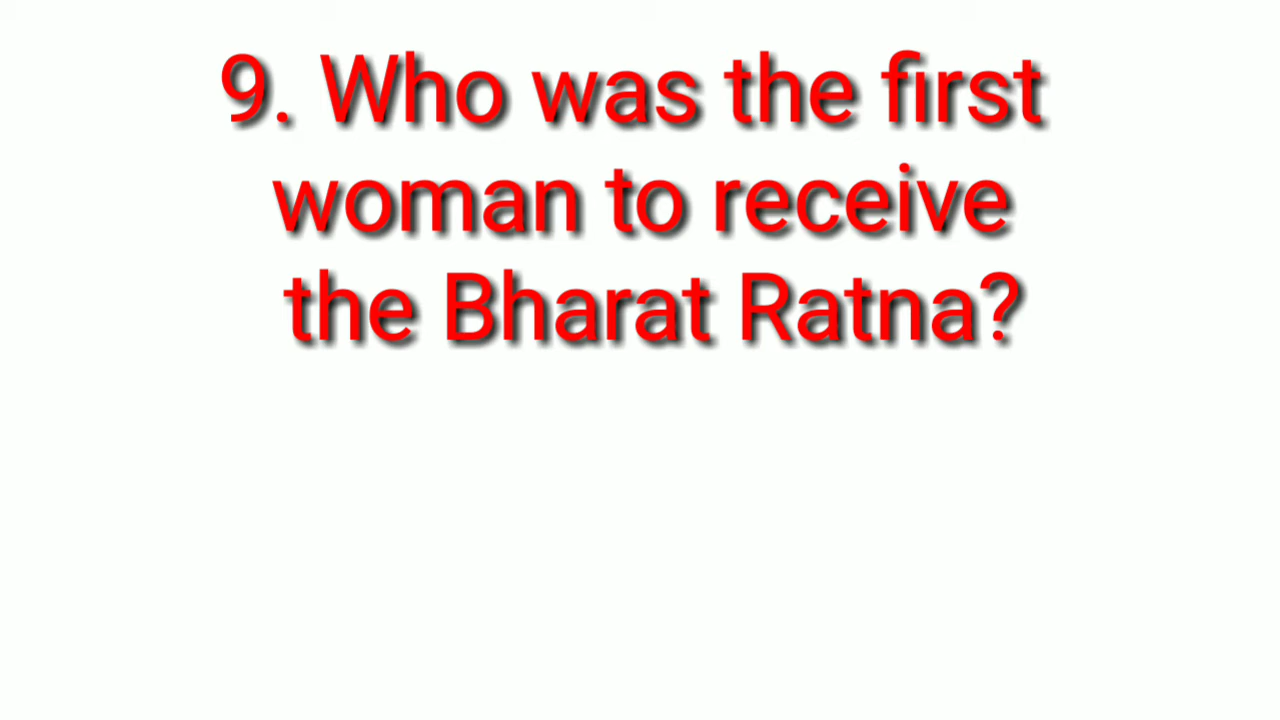 9. Who was the first
woman to receive
the Bharat Ratna?